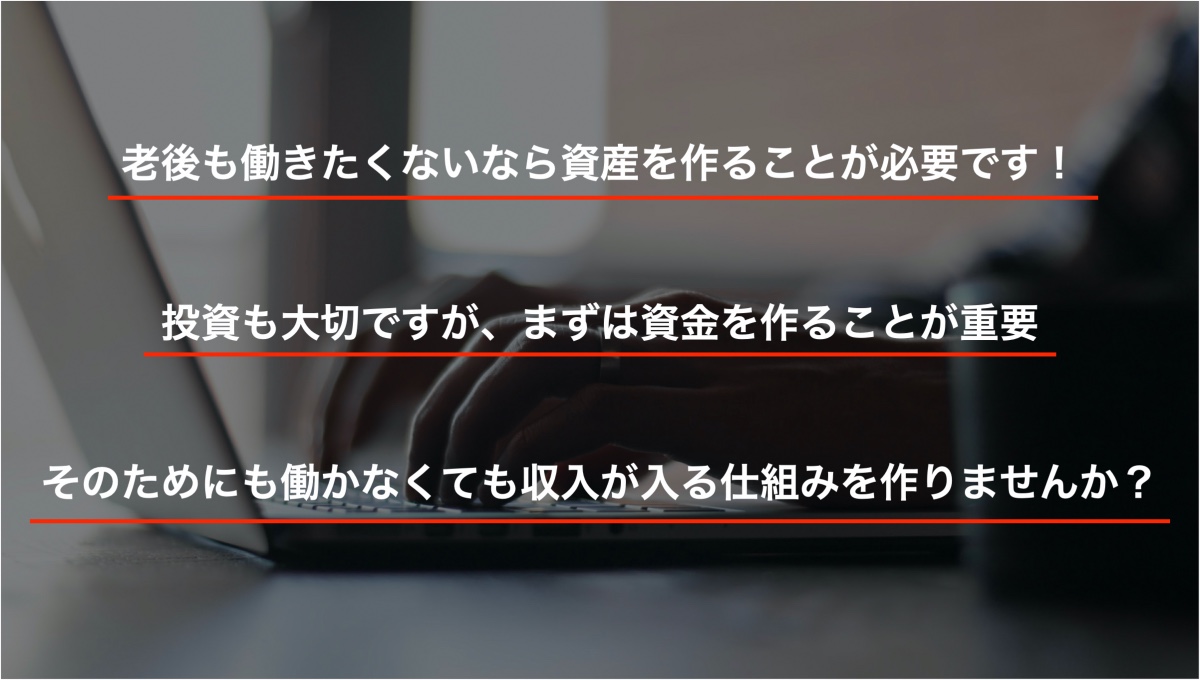 老後も働きたくないなら資産を作ることが必要です！
投資も大切ですが、まずは資金を作ることが重要
そのためにも働かなくても収入が入る仕組みを作りませんか？